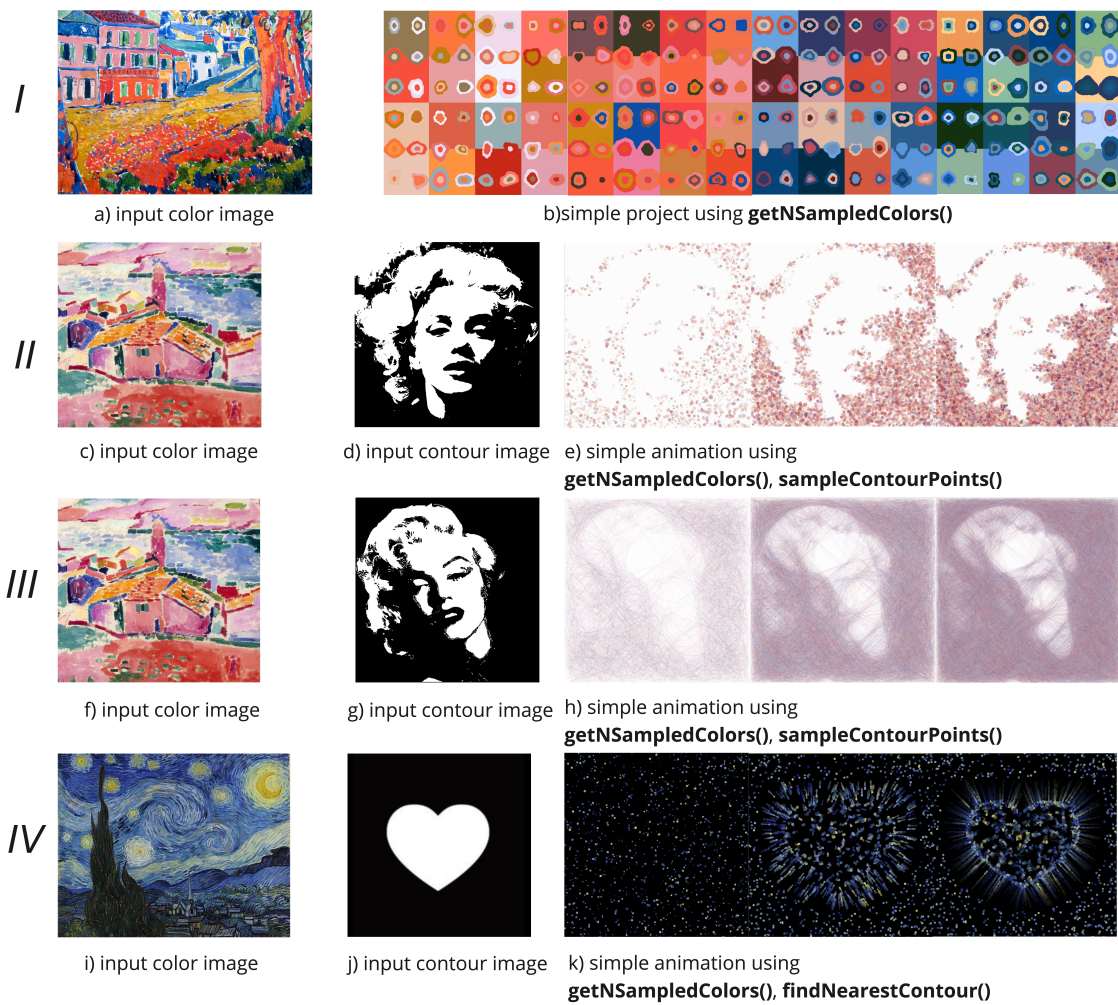 I
a) input color image
b)simple project using getNSampledColors()
II
c) input color image
d) input contour image
e) simple animation using
getNSampledColors(), sampleContourPoints()
III
f) input color image
g) input contour image
h) simple animation using
getNSampledColors(), sampleContourPoints()
IV
i) input color image
j) input contour image
k) simple animation using
getNSampledColors(), findNearestContour()